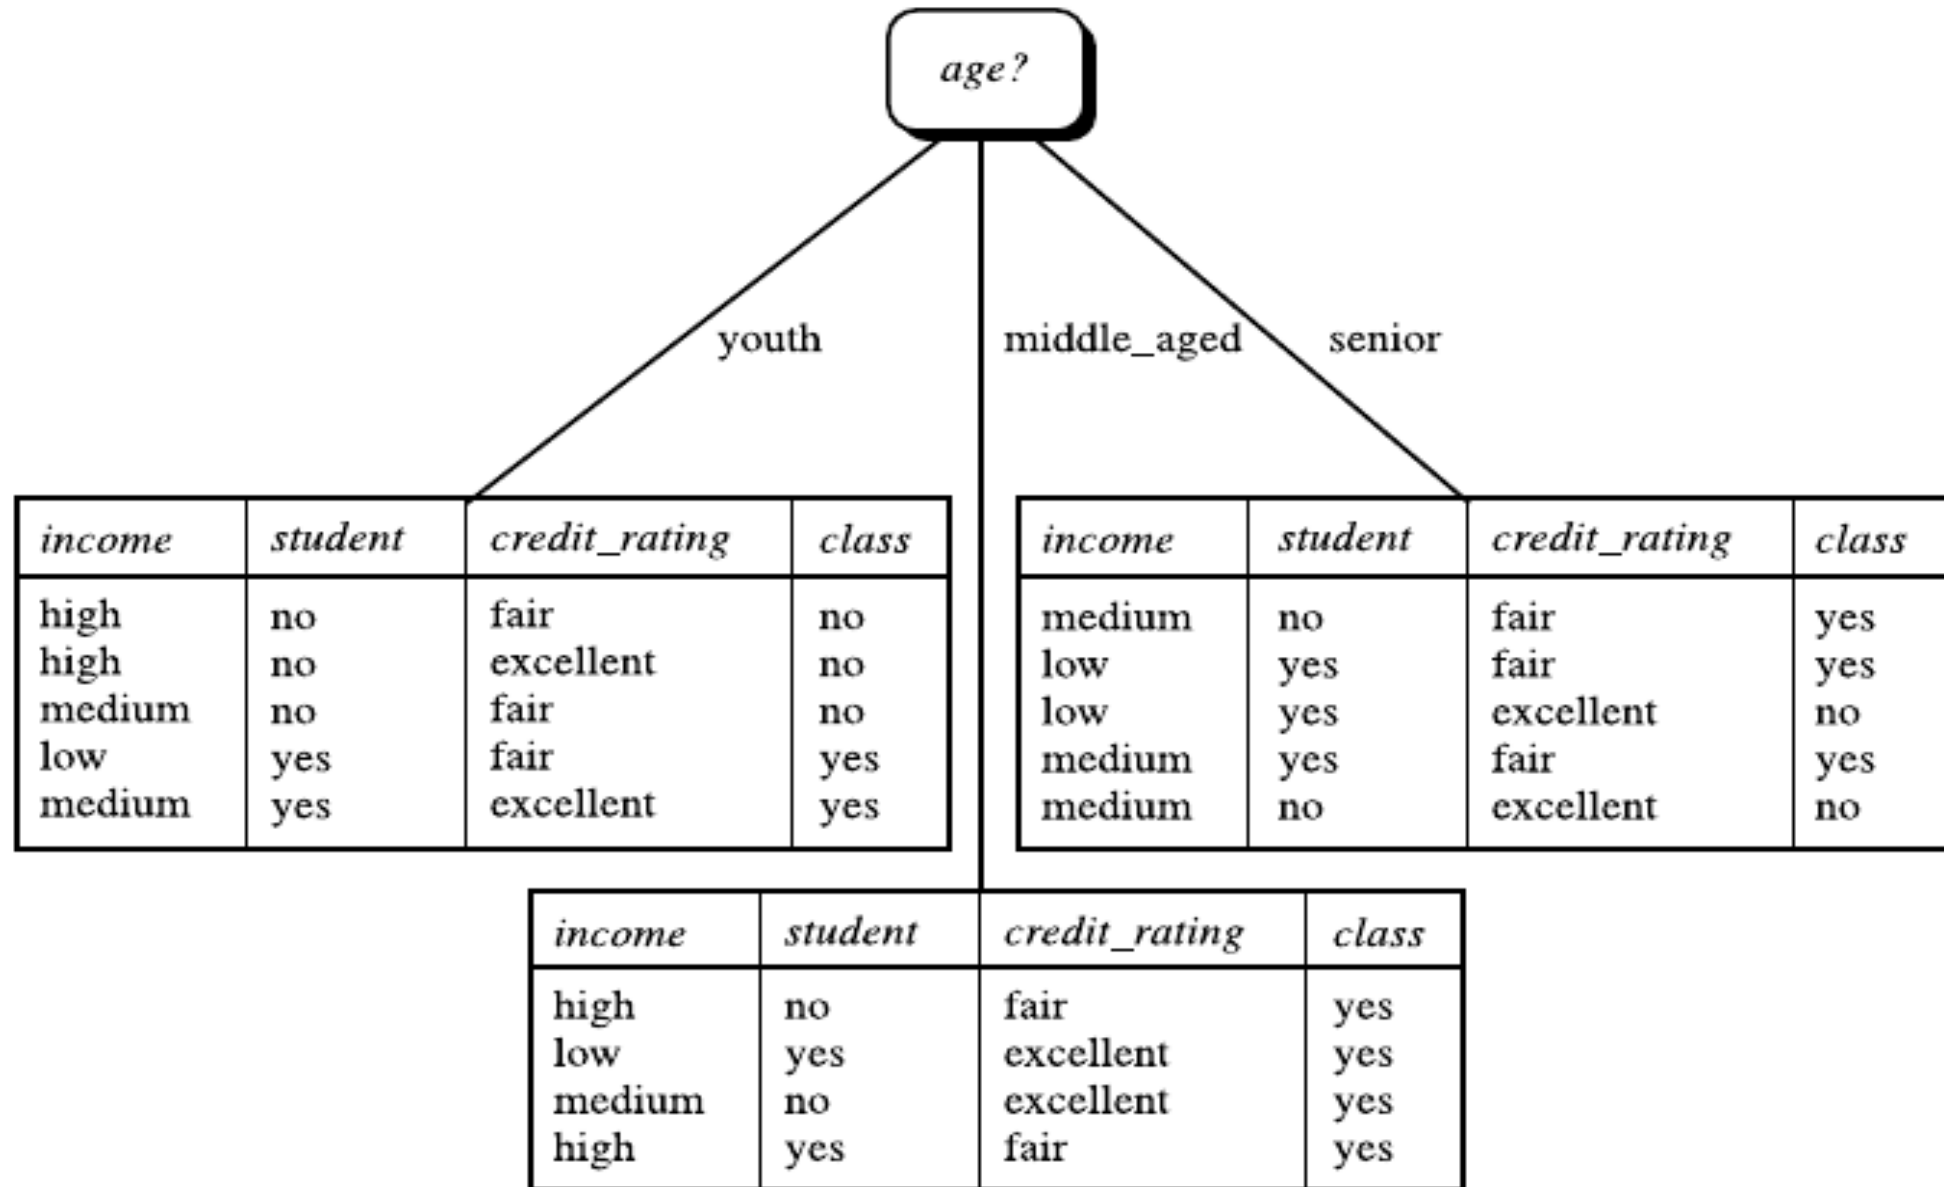 age?
youth middle_aged senior
income student credit_rating class
high no fair no
high no excellent no
medium no fair no
low yes fair yes
medium yes excellent yes
income student credit_rating class
medium no fair yes
low yes fair yes
low yes excellent no
medium yes fair yes
medium no excellent no
income student credit_rating class
high no fair yes
low yes excellent yes
medium no excellent yes
high yes fair yes